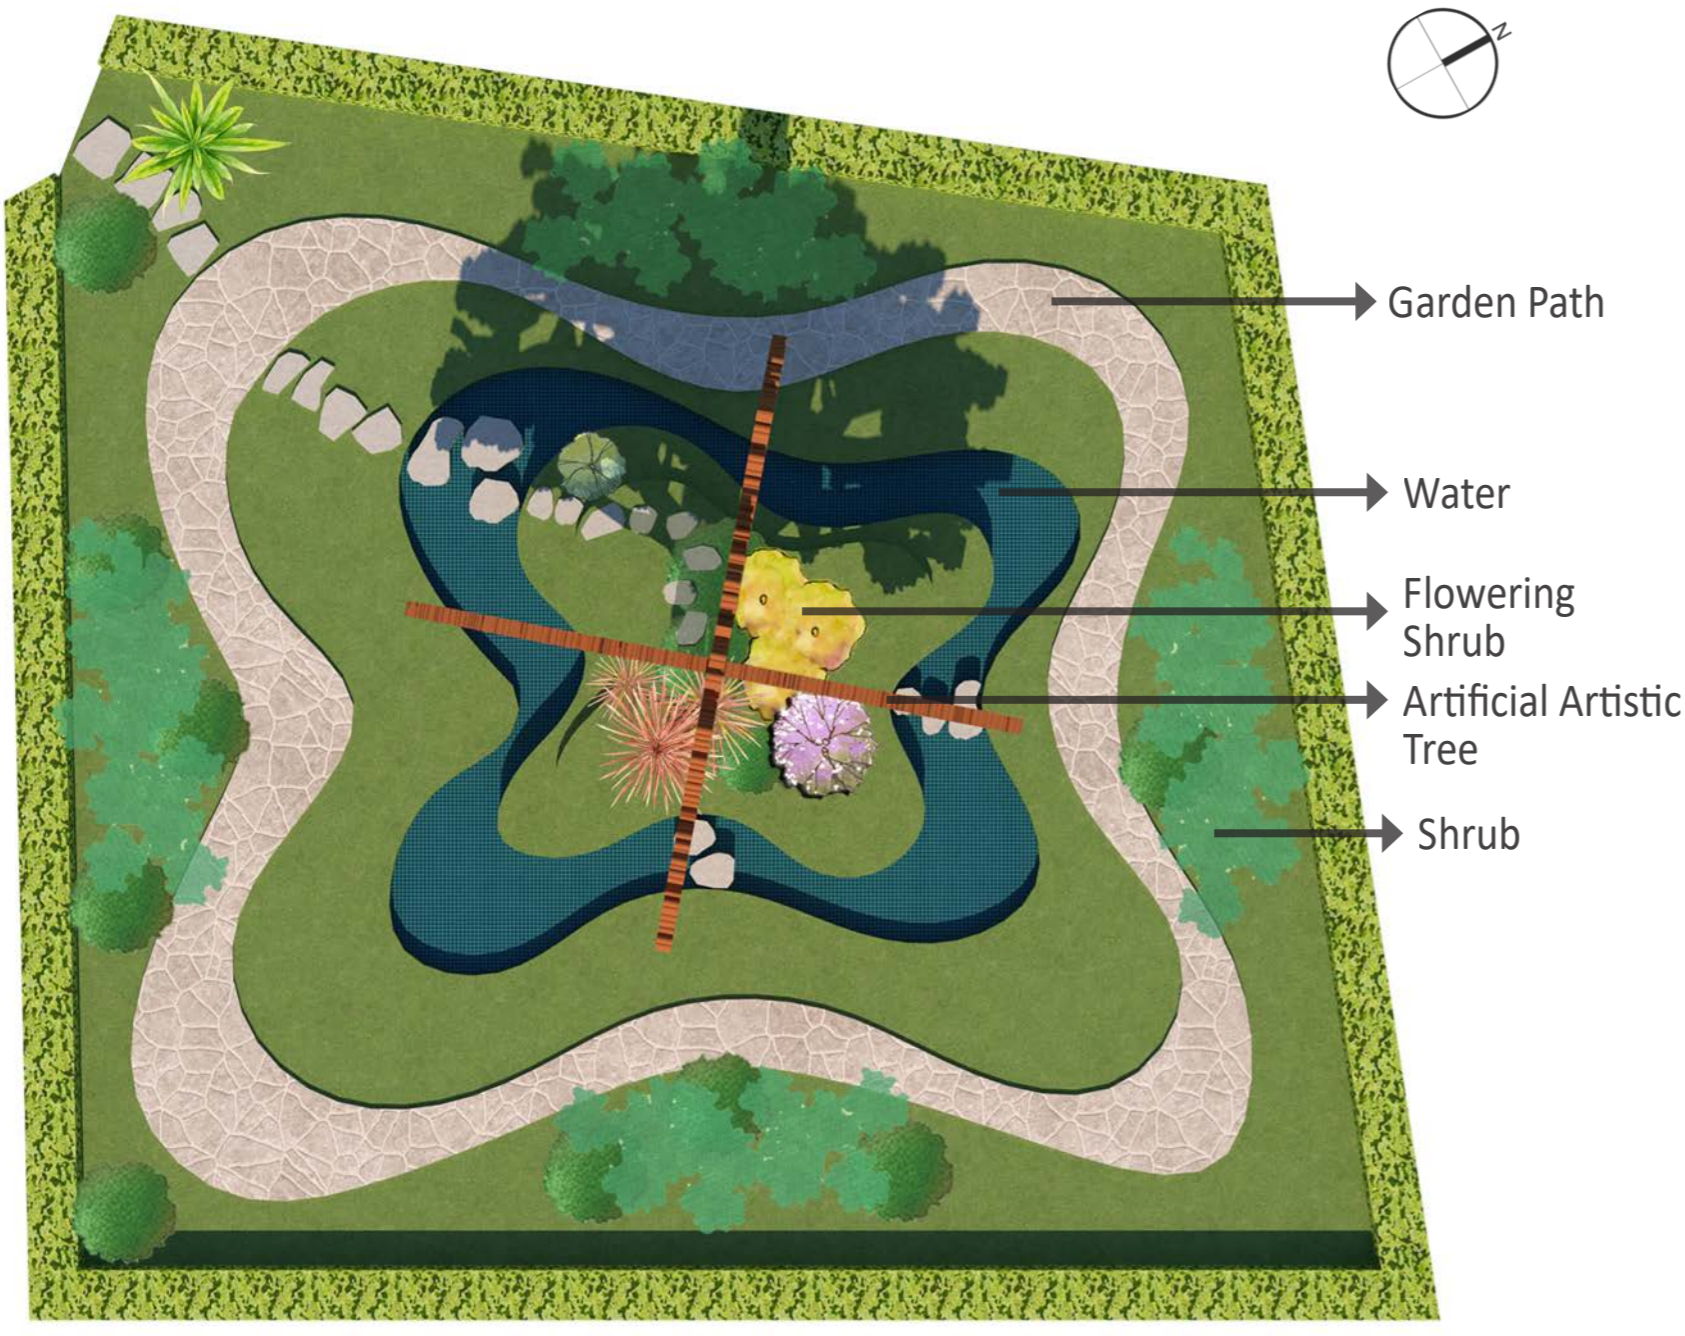 N
Garden Path
Water
Flowering
Shrub
Artificial Artistic
Tree
Shrub